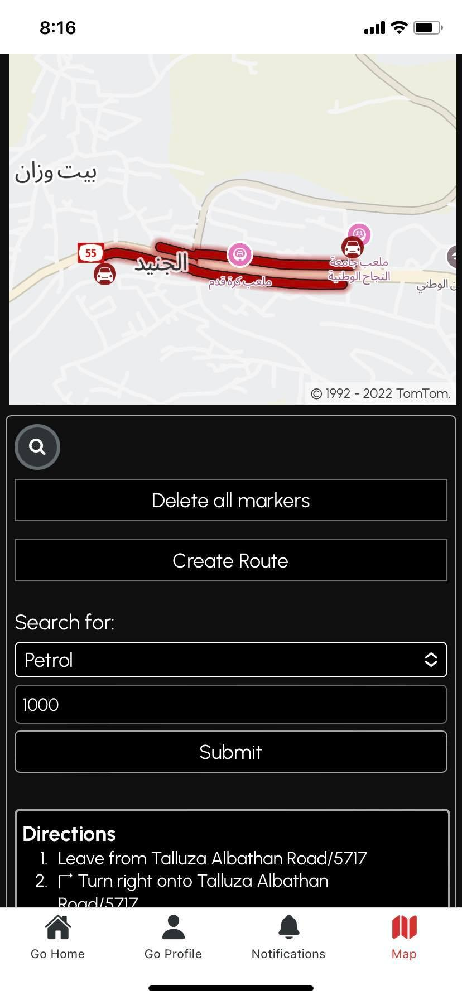 8:16
بيت وزان
55
الجنيد
ملعب كرة قدم
ملعب جامعة
النجاح الوطنية
ن الوطني
© 1992 - 2022 TomTom.
Delete all markers
Create Route
Search for:
Petrol
1000
Submit
Directions
1. Leave from Talluza Albathan Road/5717
2. Turn right onto Talluza Albathan
Road/5717
Go Home
Go Profile
Notifications
Map